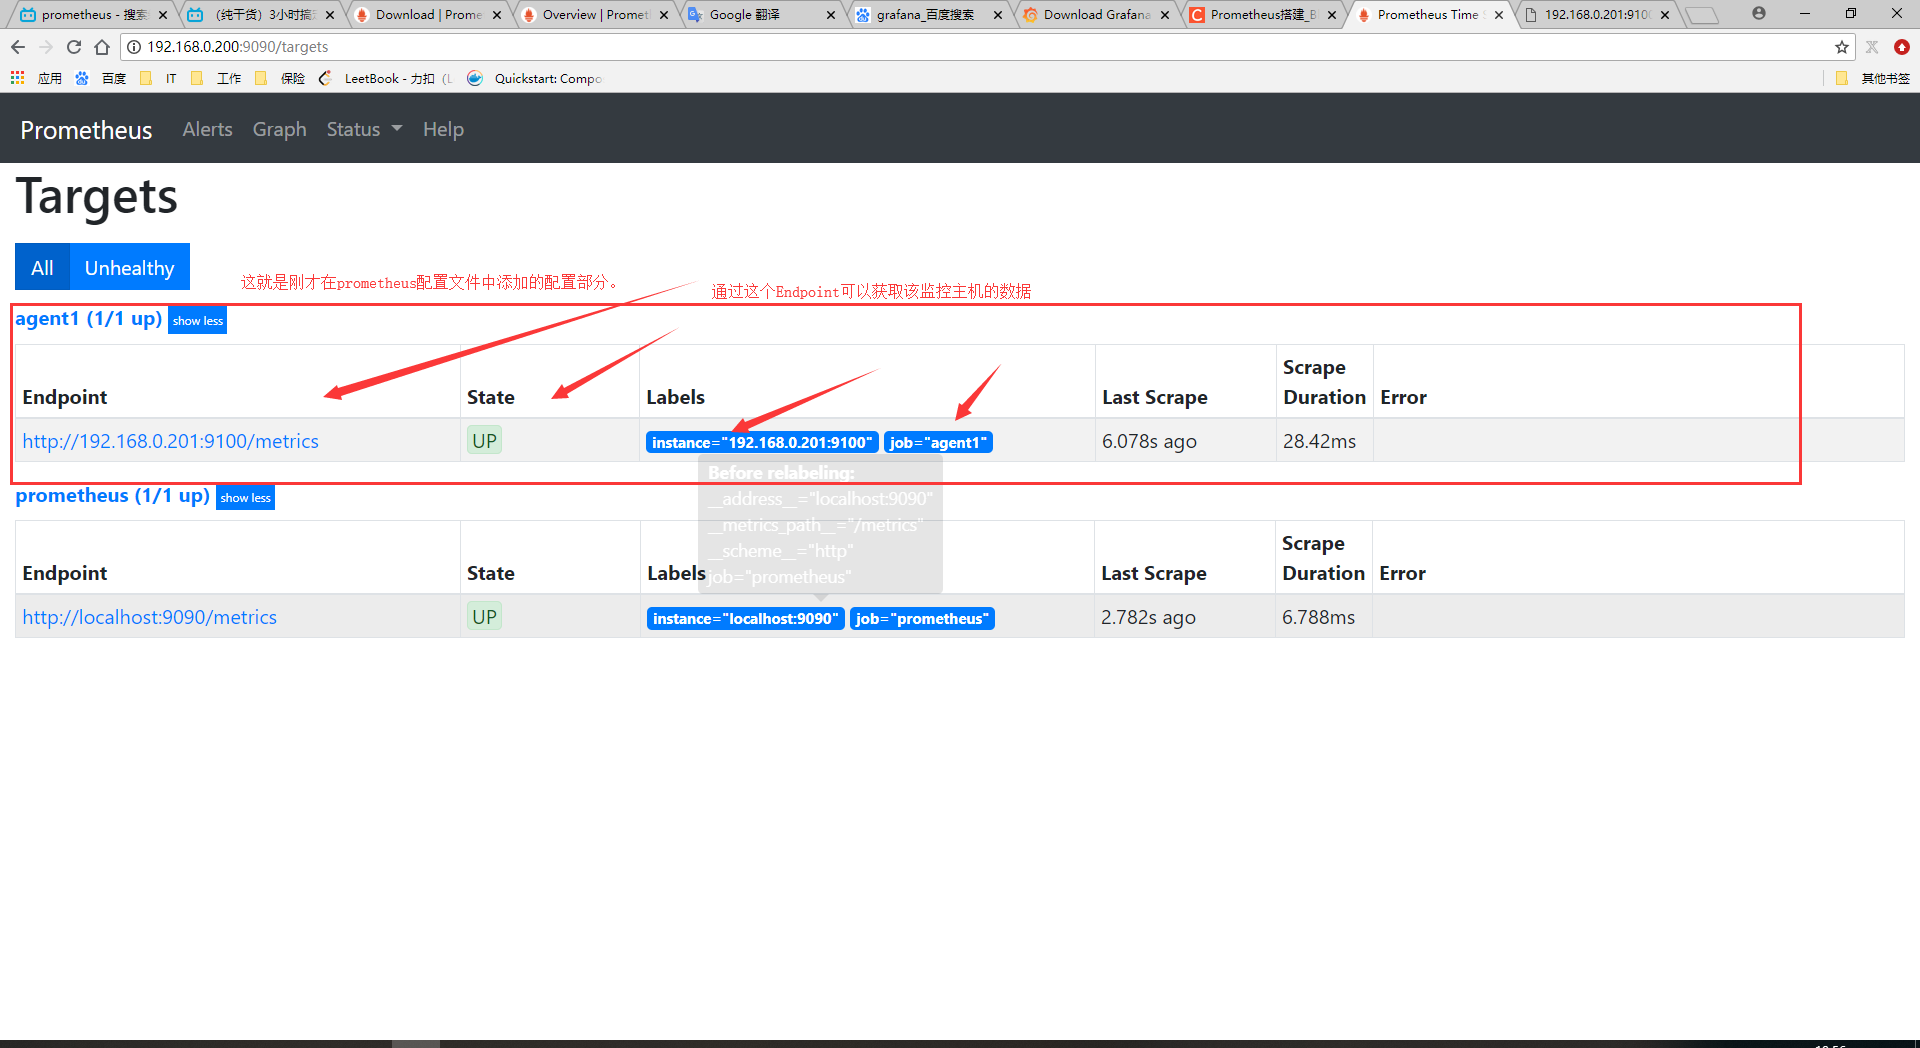 prometheus - 搜索
（纯干货）3小时搞定
Download | Prome
Overview | Prometh
Google 翻译
grafana_百度搜索
Download Grafana
Prometheus搭建_B
Prometheus Time S
192.168.0.201:9100
192.168.0.200:9090/targets
应用
百度
IT
工作
保险
LeetBook - 力扣（L
Quickstart: Compo
其他书签
Prometheus
Alerts
Graph
Status
Help
Targets
All
Unhealthy
这就是刚才在prometheus配置文件中添加的配置部分。
通过这个Endpoint可以获取该监控主机的数据
agent1 (1/1 up) show less
Endpoint State Labels Last Scrape Scrape Duration Error
http://192.168.0.201:9100/metrics UP instance="192.168.0.201:9100" job="agent1" 6.078s ago 28.42ms
Before relabeling:
__address__="localhost:9090"
__metrics_path__="/metrics"
__scheme__="http"
job="prometheus"
prometheus (1/1 up) show less
Endpoint State Labels Last Scrape Scrape Duration Error
http://localhost:9090/metrics UP instance="localhost:9090" job="prometheus" 2.782s ago 6.788ms